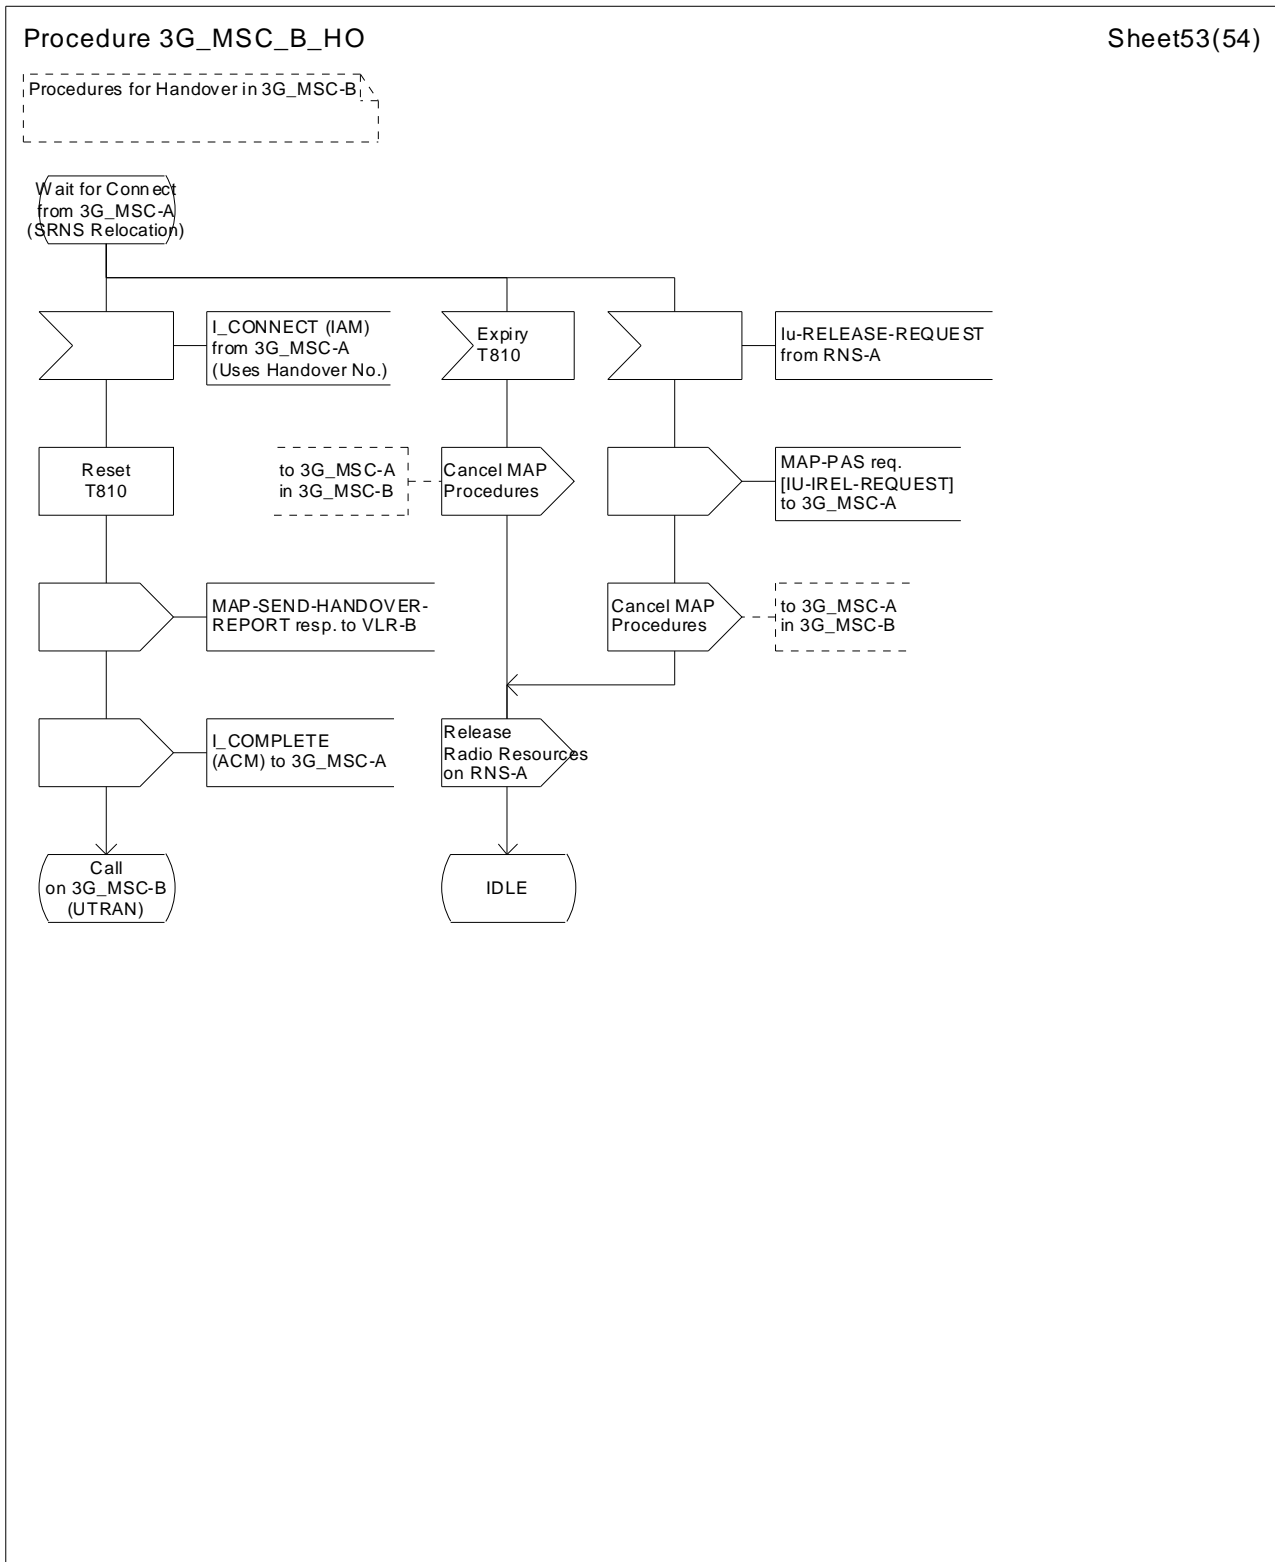 Procedure 3G_MSC_B_HO
Sheet53(54)
Procedures for Handover in 3G_MSC-B
Wait for Connect
from 3G_MSC-A
(SRNS Relocation)
I_CONNECT (IAM)
from 3G_MSC-A
(Uses Handover No.)
Expiry
T810
Iu-RELEASE-REQUEST
from RNS-A
Reset
T810
to 3G_MSC-A
in 3G_MSC-B
Cancel MAP
Procedures
MAP-PAS req.
[IU-IREL-REQUEST]
to 3G_MSC-A
MAP-SEND-HANDOVER-
REPORT resp. to VLR-B
Cancel MAP
Procedures
to 3G_MSC-A
in 3G_MSC-B
I_COMPLETE
(ACM) to 3G_MSC-A
Release
Radio Resources
on RNS-A
Call
on 3G_MSC-B
(UTRAN)
IDLE